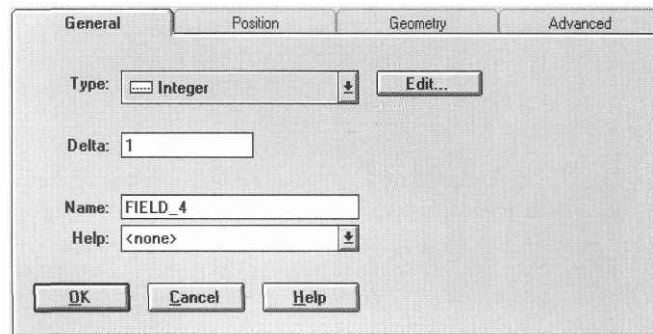 General Position Geometry Advanced
Type: Integer Edit...
Delta: 1
Name: FIELD_4
Help: <none>
OK Cancel Help